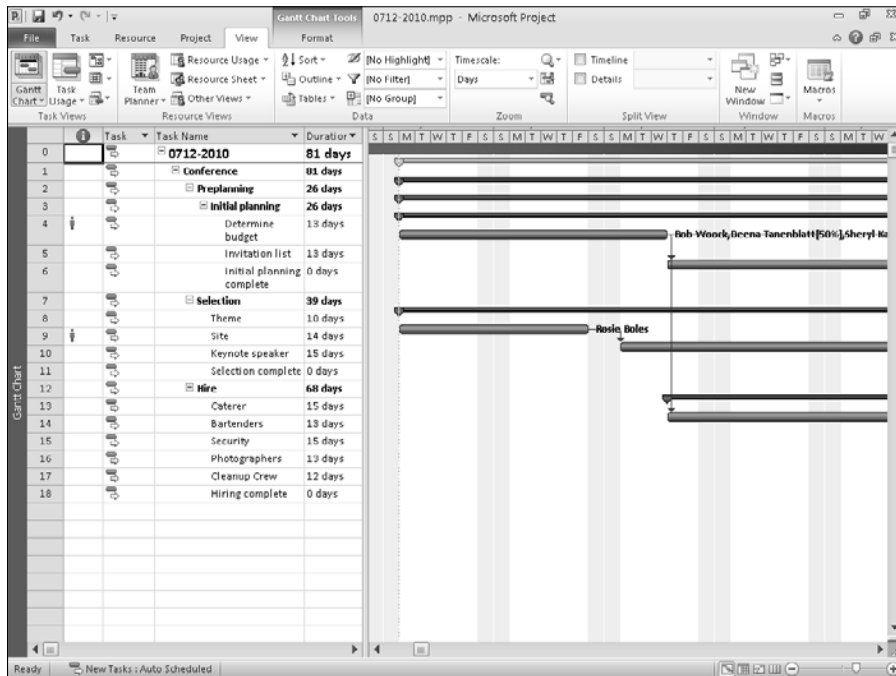 Gantt Chart Tools 0712-2010.mpp - Microsoft Project
File Task Resource Project View Format
Resource Usage Sort [No Highlight] Timescale: Timeline
Resource Sheet Outline [No Filter] Days Details
Other Views Tables [No Group]
Gantt Chart Task Usage Team Planner New Window Macros
Task Views Resource Views Data Zoom Split View Window Macros
Task Task Name Duration S S M T W T F S S M T W T F S S M T W T F S S M T W T F S S M T W
0 0712-2010 81 days
1 Conference 81 days
2 Preplanning 26 days
3 Initial planning 26 days
4 Determine budget 13 days Bob Woock,Deena Tanenblatt[50%],Sheryl Ka
5 Invitation list 13 days
6 Initial planning complete 0 days
7 Selection 39 days
8 Theme 10 days
9 Site 14 days Rosie Boles
10 Keynote speaker 15 days
11 Selection complete 0 days
12 Hire 68 days
13 Caterer 15 days
14 Bartenders 13 days
15 Security 15 days
16 Photographers 13 days
17 Cleanup Crew 12 days
18 Hiring complete 0 days
Gantt Chart
Ready New Tasks : Auto Scheduled